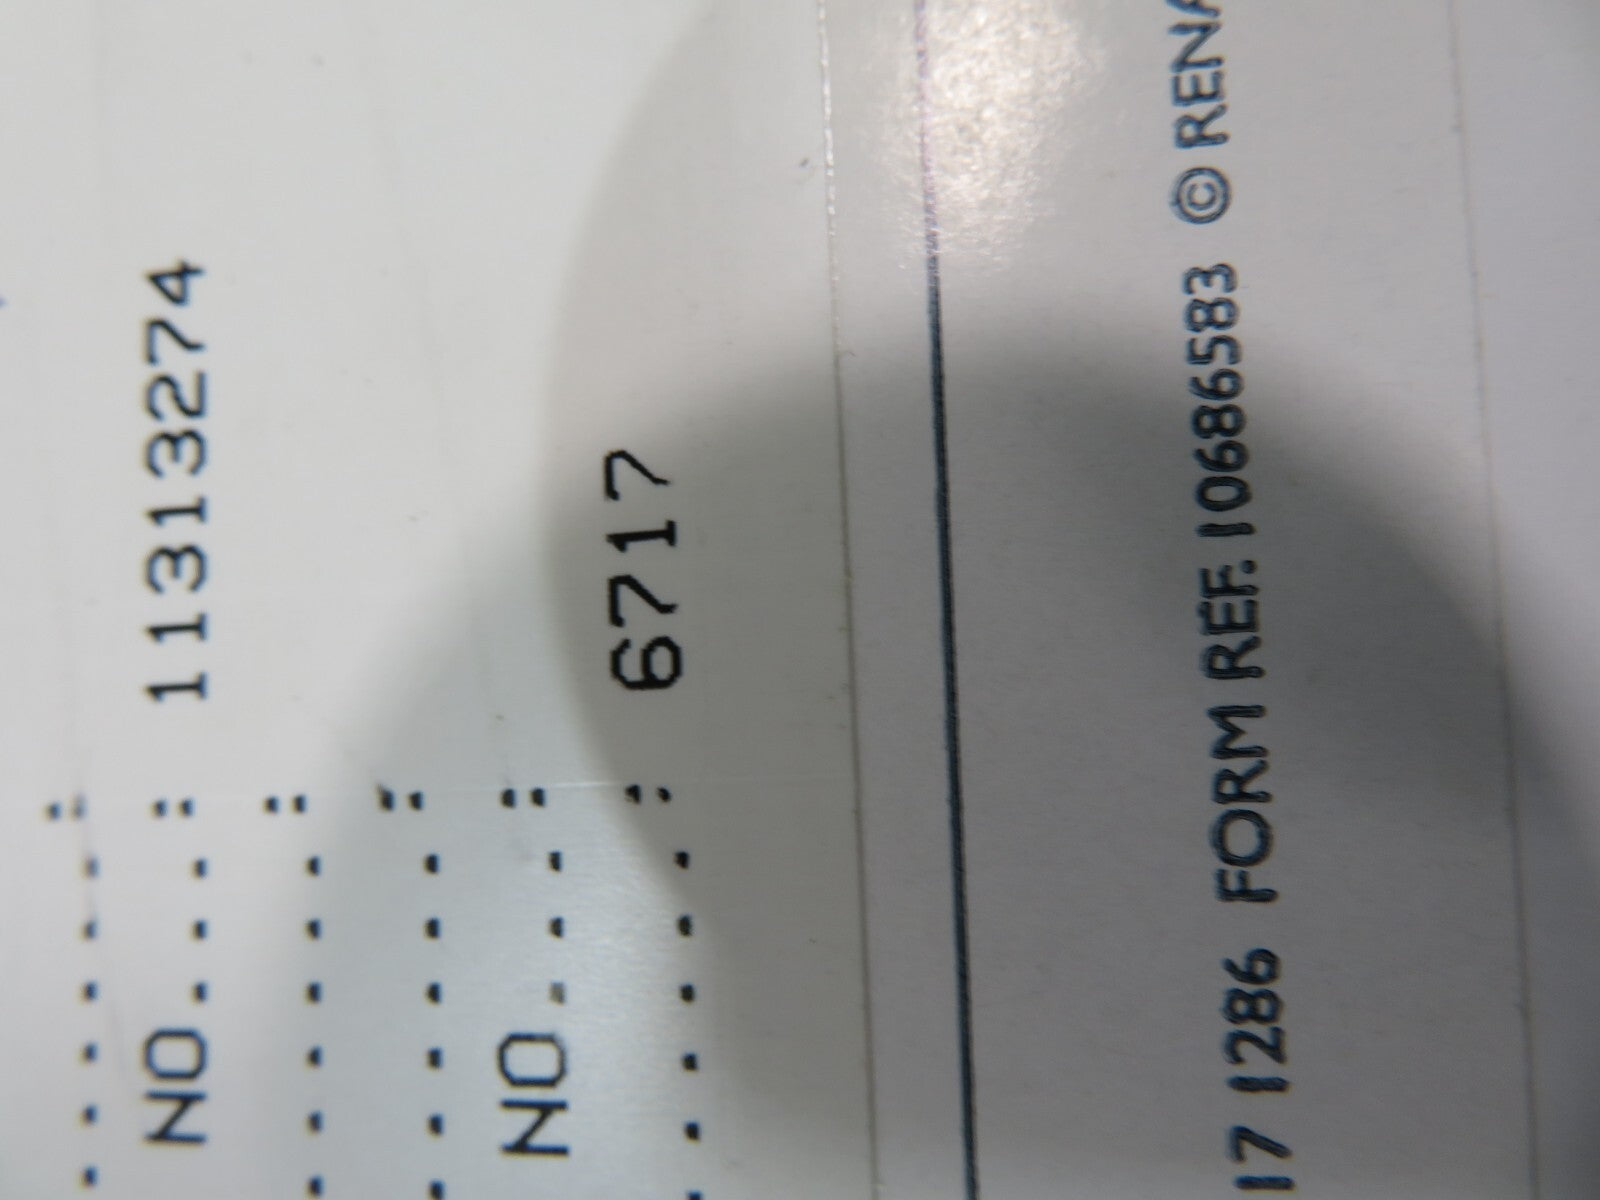 :
NO...: 11313274
:
:
NO...: :
: 6717
17 1286 FORM REF. 10686583 © RENA